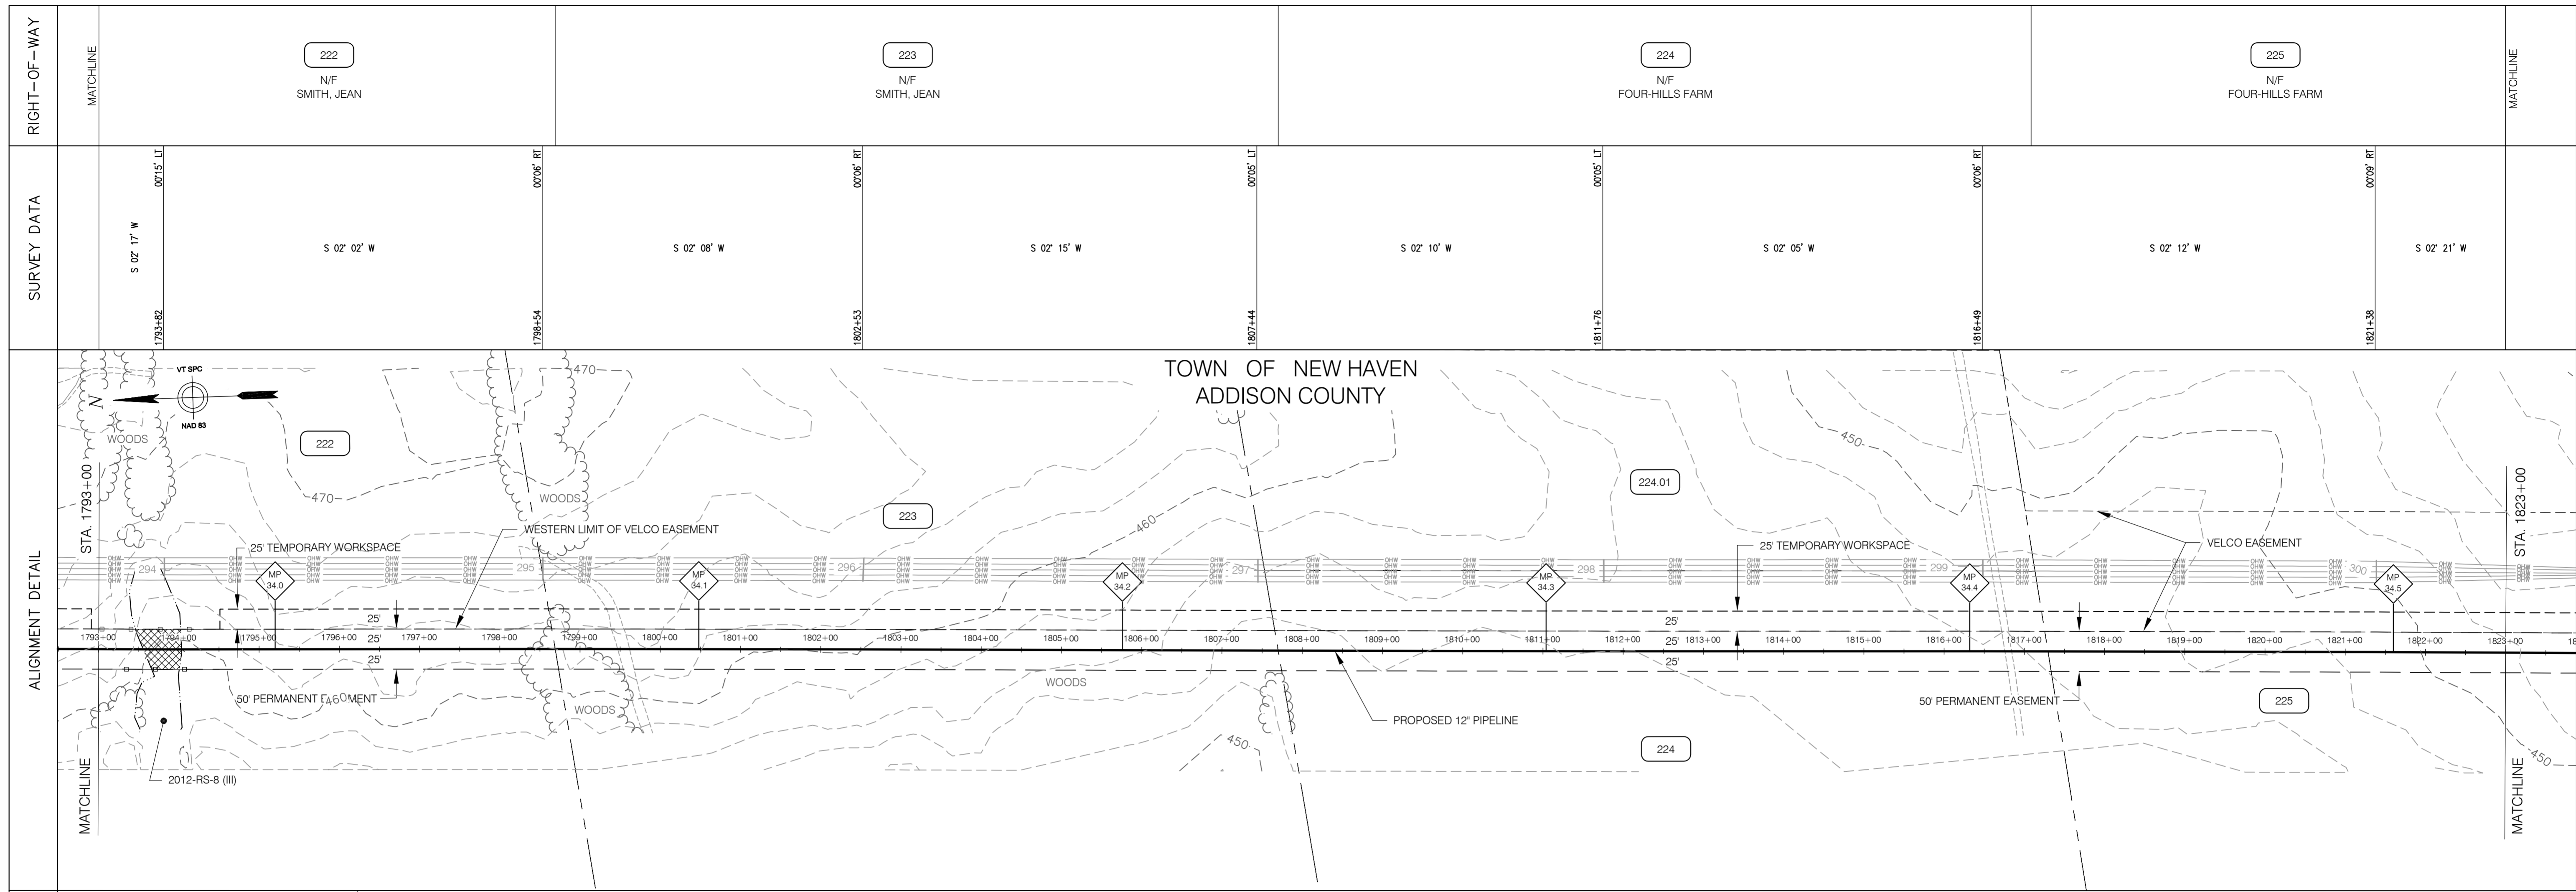 RIGHT-OF-WAY
MATCHLINE
222
N/F
SMITH, JEAN
223
N/F
SMITH, JEAN
224
N/F
FOUR-HILLS FARM
225
N/F
FOUR-HILLS FARM
MATCHLINE
SURVEY DATA
S 02° 17' W
00°15' LT
1793+82
S 02° 02' W
00°06' RT
1798+54
S 02° 08' W
00°06' RT
1802+53
S 02° 15' W
00°05' LT
1807+44
S 02° 10' W
00°05' LT
1811+76
S 02° 05' W
00°06' RT
1816+49
S 02° 12' W
00°09' RT
1821+38
S 02° 21' W
ALIGNMENT DETAIL
TOWN OF NEW HAVEN
ADDISON COUNTY
VT SPC
N
NAD 83
WOODS
222
470
470
WOODS
223
224.01
450
460
STA. 1793+00
STA. 1823+00
WESTERN LIMIT OF VELCO EASEMENT
25' TEMPORARY WORKSPACE
25' TEMPORARY WORKSPACE
VELCO EASEMENT
OHW
294
295
296
297
298
299
300
MP
34.0
MP
34.1
MP
34.2
MP
34.3
MP
34.4
MP
34.5
25'
25'
25'
25'
25'
25'
1793+00
1794+00
1795+00
1796+00
1797+00
1798+00
1799+00
1800+00
1801+00
1802+00
1803+00
1804+00
1805+00
1806+00
1807+00
1808+00
1809+00
1810+00
1811+00
1812+00
1813+00
1814+00
1815+00
1816+00
1817+00
1818+00
1819+00
1820+00
1821+00
1822+00
1823+00
WOODS
50' PERMANENT
460
50' PERMANENT EASEMENT
225
WOODS
PROPOSED 12" PIPELINE
450
224
450
2012-RS-8 (III)
MATCHLINE
MATCHLINE